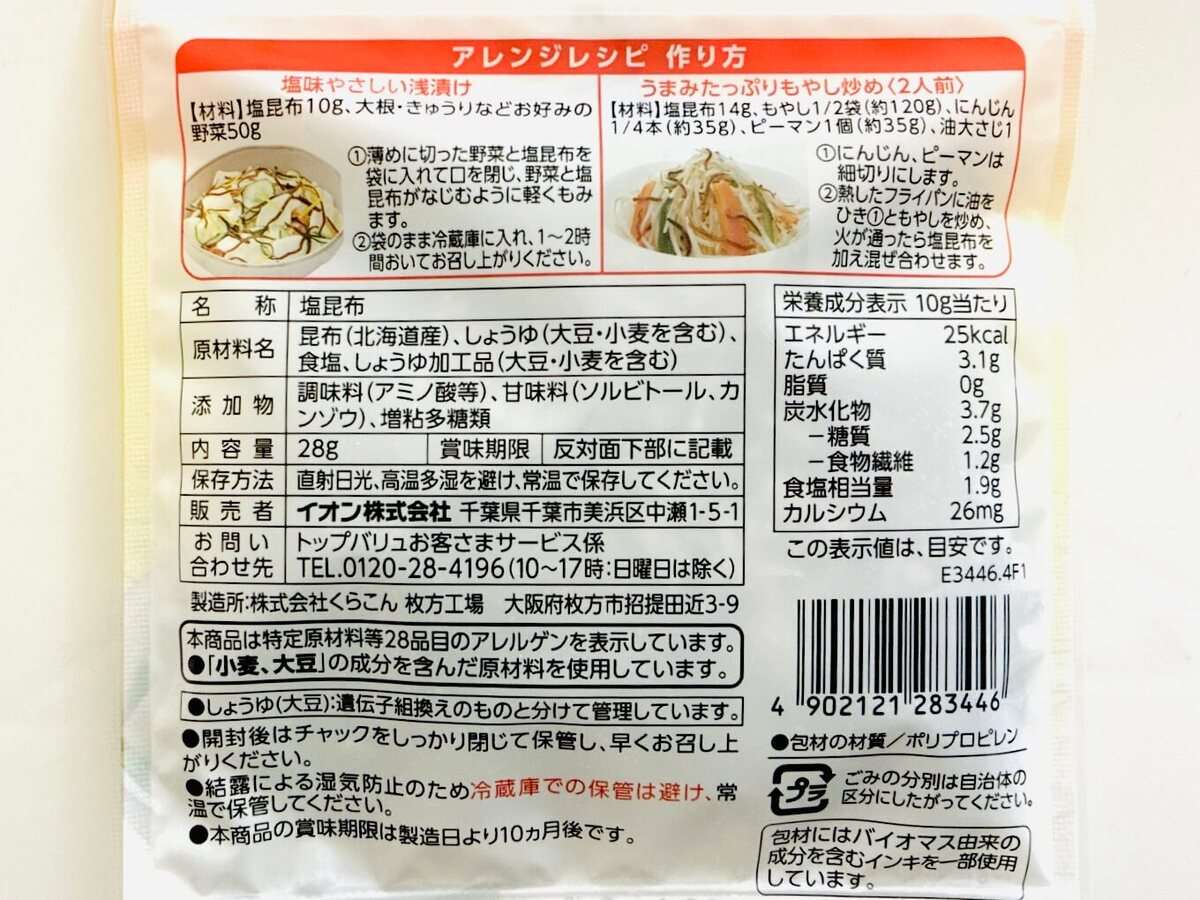 アレンジレシピ 作り方
塩味やさしい浅漬け
【材料】塩昆布10g、大根・きゅうりなどお好みの
野菜50g
①薄めに切った野菜と塩昆布を
袋に入れて口を閉じ、野菜と塩
昆布がなじむように軽くもみ
ます。
②袋のまま冷蔵庫に入れ、1〜2時
間おいてお召し上がりください。
うまみたっぷりもやし炒め〈2人前〉
【材料】塩昆布14g、もやし1/2袋(約120g)、にんじん
1/4本(約35g)、ピーマン1個(約35g)、油大さじ1
①にんじん、ピーマンは
細切りにします。
②熱したフライパンに油を
ひき①ともやしを炒め、
火が通ったら塩昆布を
加え混ぜ合わせます。
名称 塩昆布
原材料名 昆布(北海道産)、しょうゆ(大豆・小麦を含む)、
食塩、しょうゆ加工品(大豆・小麦を含む)
添加物 調味料(アミノ酸等)、甘味料(ソルビトール、カ
ンゾウ)、増粘多糖類
内容量 28g 賞味期限 反対面下部に記載
保存方法 直射日光、高温多湿を避け、常温で保存してください。
販売者 イオン株式会社 千葉県千葉市美浜区中瀬1-5-1
お問い トップバリュお客さまサービス係
合わせ先 TEL.0120-28-4196(10〜17時:日曜日は除く)
製造所:株式会社くらこん 枚方工場 大阪府枚方市招提田近3-9
本商品は特定原材料等28品目のアレルゲンを表示しています。
●「小麦、大豆」の成分を含んだ原材料を使用しています。
●しょうゆ(大豆):遺伝子組換えのものと分けて管理しています。
●開封後はチャックをしっかり閉じて保管し、早くお召し上
がりください。
●結露による湿気防止のため冷蔵庫での保管は避け、常
温で保管してください。
●本商品の賞味期限は製造日より10ヵ月後です。
栄養成分表示 10g当たり
エネルギー 25kcal
たんぱく質 3.1g
脂質 0g
炭水化物 3.7g
－糖質 2.5g
－食物繊維 1.2g
食塩相当量 1.9g
カルシウム 26mg
この表示値は、目安です。
E3446.4F1
4 902121 283446
●包材の材質／ポリプロピレン
プラ
ごみの分別は自治体の
区分にしたがってください。
包材にはバイオマス由来の
成分を含むインキを一部使用
しています。